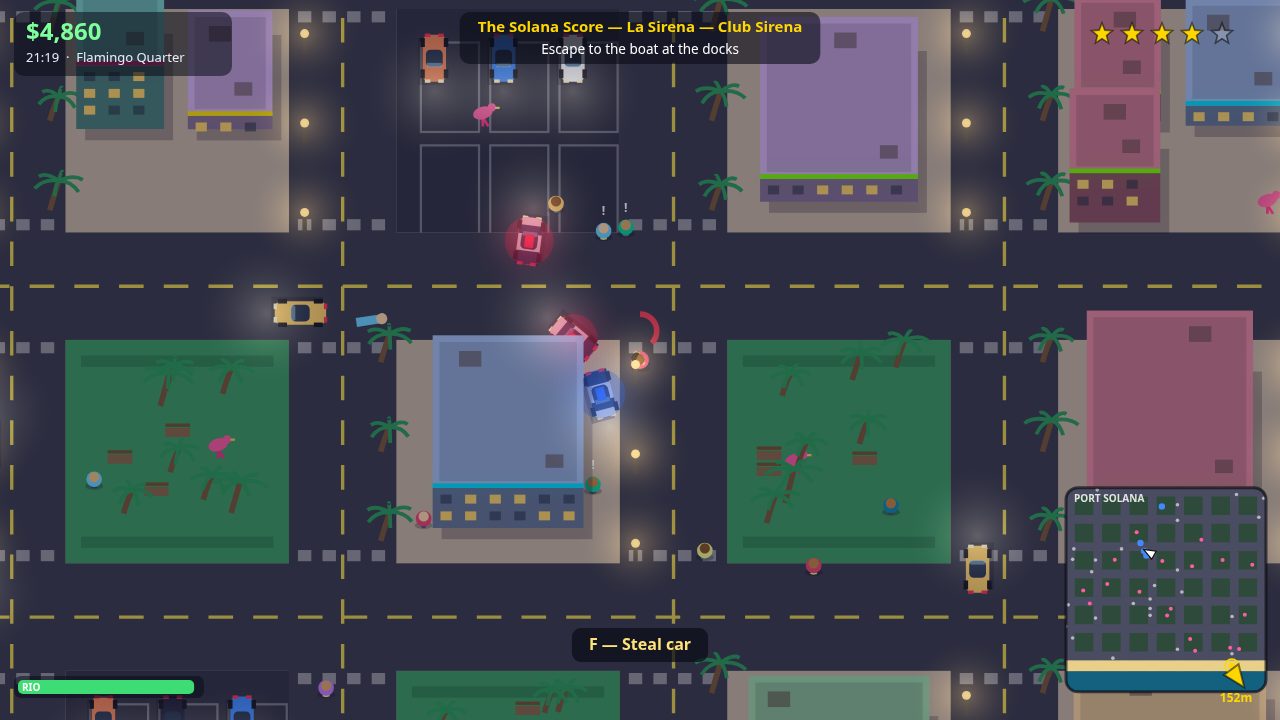 $4,860
21:19 · Flamingo Quarter
The Solana Score — La Sirena — Club Sirena
Escape to the boat at the docks
!
!
!
F — Steal car
RIO
PORT SOLANA
152m